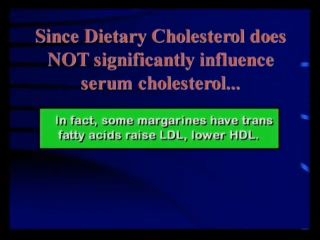 Since Dietary Cholesterol does
NOT significantly influence
serum cholesterol...
In fact, some margarines have trans
fatty acids raise LDL, lower HDL.